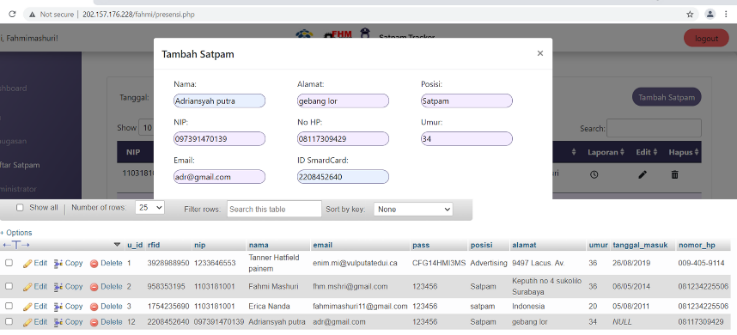 Not secure | 202.157.176.228/fahmi/presensi.php
i, Fahmimashuri!
FHM
Satpam Tracker
logout
Tambah Satpam
×
Nama:
Alamat:
Posisi:
Adriansyah putra
gebang lor
Satpam
NIP:
No HP:
Umur:
097391470139
08117309429
34
Email:
ID SmardCard:
adr@gmail.com
2208452640
shboard
ugasan
ftar Satpam
ministrator
Tanggal:
Tambah Satpam
Show 10
Search:
NIP
Laporan
Edit
Hapus
Show all
Number of rows:
25
Filter rows:
Search this table
Sort by key:
None
+ Options
u_id rfid nip nama email pass posisi alamat umur tanggal_masuk nomor_hp
Edit Copy Delete 1 3928988950 1233646553 Tanner Hatfield painem enim.mi@vulputatedui.ca CFG14HMI3MS Advertising 9497 Lacus. Av. 36 26/08/2019 009-405-9114
Edit Copy Delete 2 958353195 1103181001 Fahmi Mashuri fhm.mshri@gmail.com 123456 Satpam Keputih no 4 sukolilo Surabaya 36 06/05/2014 081234225506
Edit Copy Delete 3 1754235690 1103181001 Erica Nanda fahmimashuri11@gmail.com 123456 satpam Indonesia 20 05/08/2011 081234225506
Edit Copy Delete 12 2208452640 097391470139 Adriansyah putra adr@gmail.com 123456 Satpam gebang lor 34 NULL 08117309429